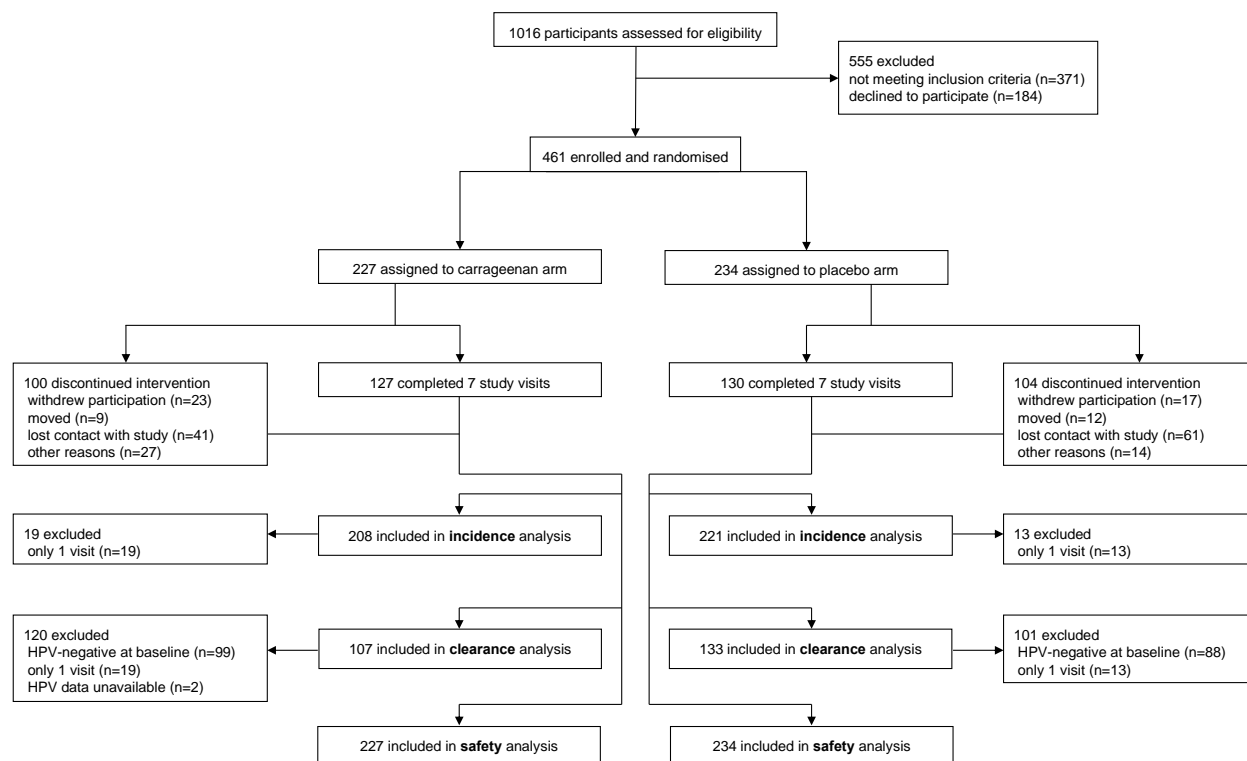 1016 participants assessed for eligibility
555 excluded
not meeting inclusion criteria (n=371)
declined to participate (n=184)
461 enrolled and randomised
227 assigned to carrageenan arm
234 assigned to placebo arm
100 discontinued intervention
withdrew participation (n=23)
moved (n=9)
lost contact with study (n=41)
other reasons (n=27)
127 completed 7 study visits
130 completed 7 study visits
104 discontinued intervention
withdrew participation (n=17)
moved (n=12)
lost contact with study (n=61)
other reasons (n=14)
19 excluded
only 1 visit (n=19)
208 included in incidence analysis
221 included in incidence analysis
13 excluded
only 1 visit (n=13)
120 excluded
HPV-negative at baseline (n=99)
only 1 visit (n=19)
HPV data unavailable (n=2)
107 included in clearance analysis
133 included in clearance analysis
101 excluded
HPV-negative at baseline (n=88)
only 1 visit (n=13)
227 included in safety analysis
234 included in safety analysis